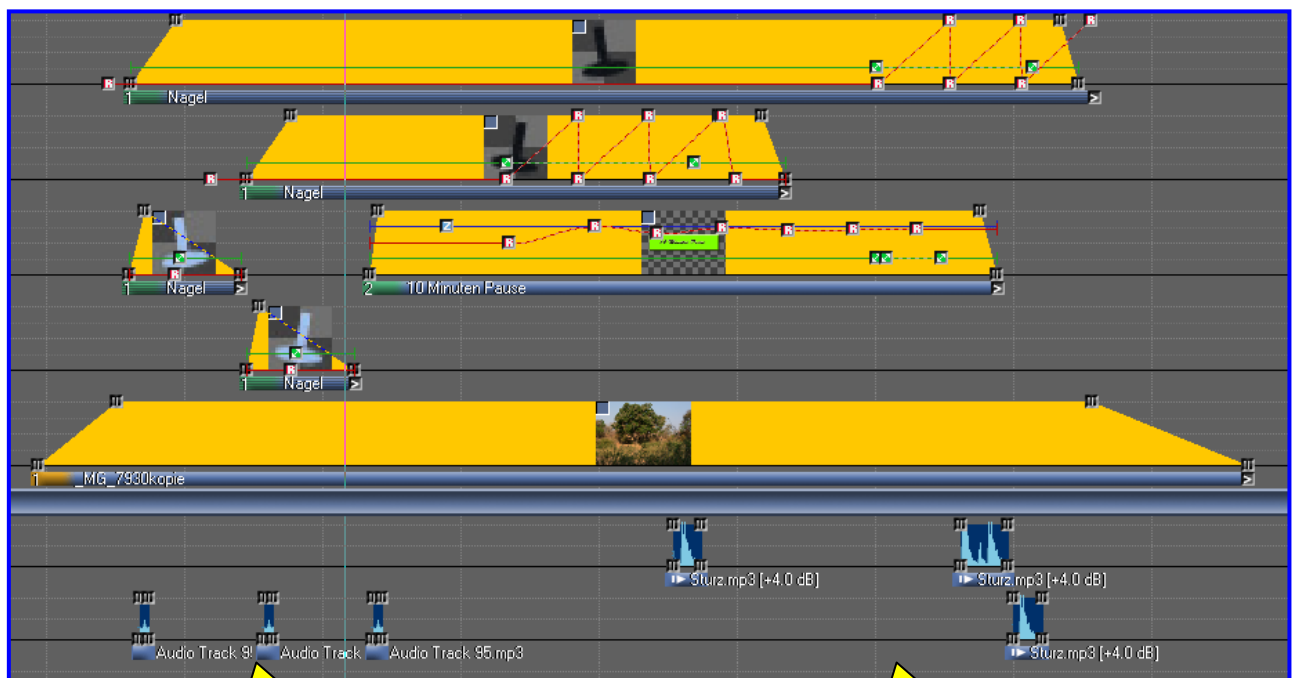 1 Nagel
1 Nagel
1 Nagel
2 10 Minuten Pause
1 Nagel
1 _MG_7930kopie
Sturz.mp3 [+4.0 dB]
Sturz.mp3 [+4.0 dB]
Audio Track 9
Audio Track
Audio Track 95.mp3
Sturz.mp3 [+4.0 dB]